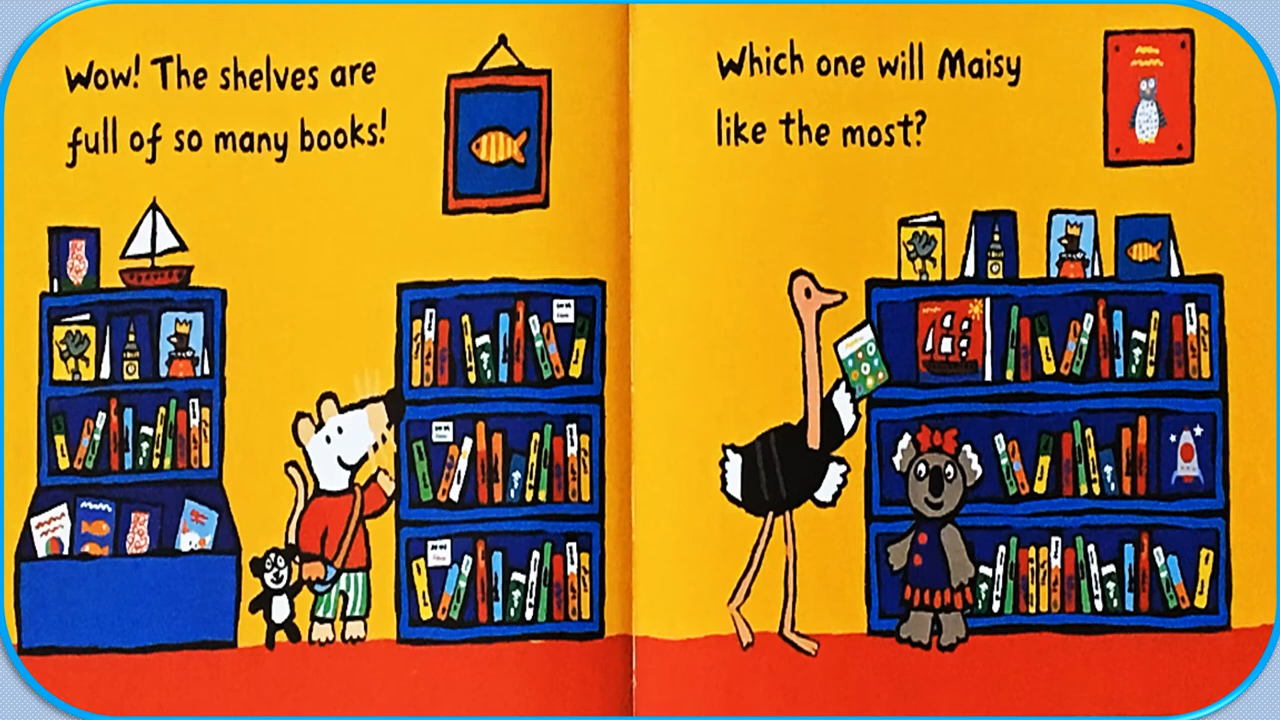 Wow! The shelves are
full of so many books!
Which one will Maisy
like the most?